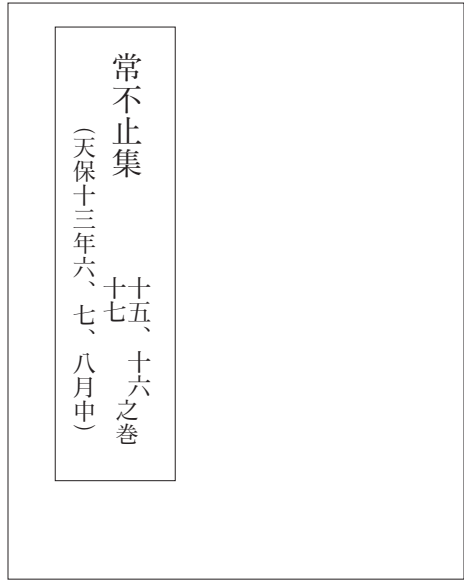 常不止集
十五、十六
十七
之巻
（天保十三年六、七、八月中）